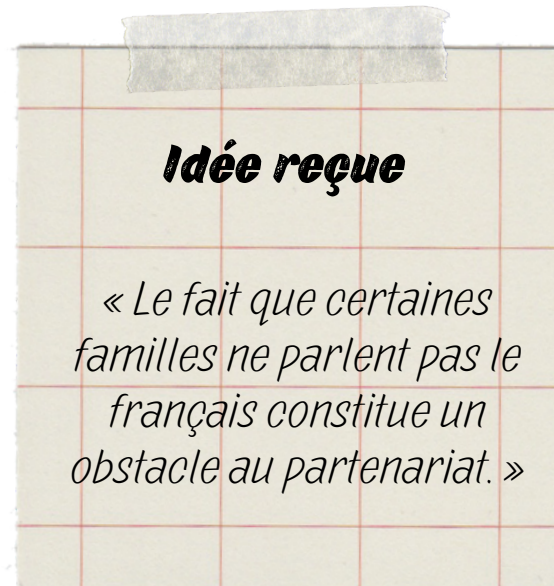 Idée reçue
« Le fait que certaines
familles ne parlent pas le
français constitue un
obstacle au partenariat. »